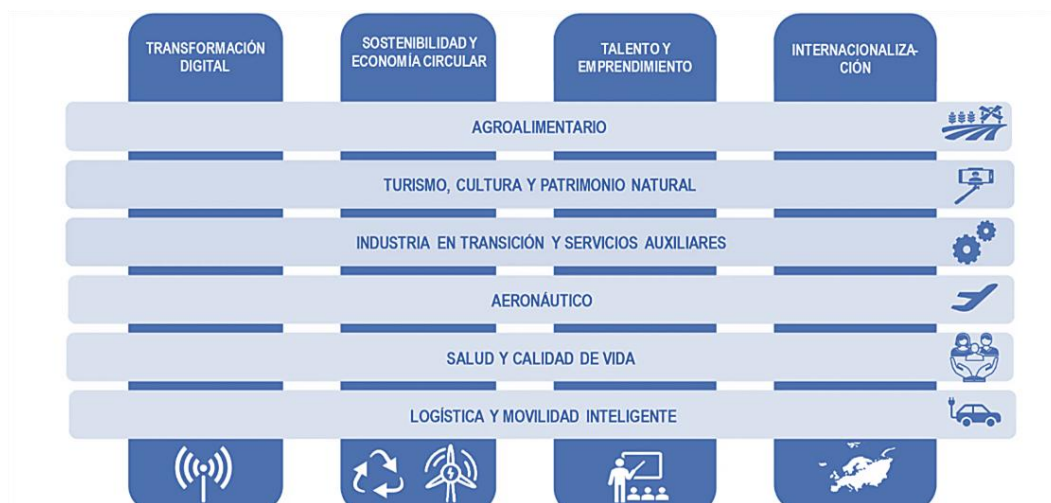 TRANSFORMACIÓN
DIGITAL
SOSTENIBILIDAD Y
ECONOMÍA CIRCULAR
TALENTO Y
EMPRENDIMIENTO
INTERNACIONALIZA-
CIÓN
AGROALIMENTARIO
TURISMO, CULTURA Y PATRIMONIO NATURAL
INDUSTRIA EN TRANSICIÓN Y SERVICIOS AUXILIARES
AERONÁUTICO
SALUD Y CALIDAD DE VIDA
LOGÍSTICA Y MOVILIDAD INTELIGENTE